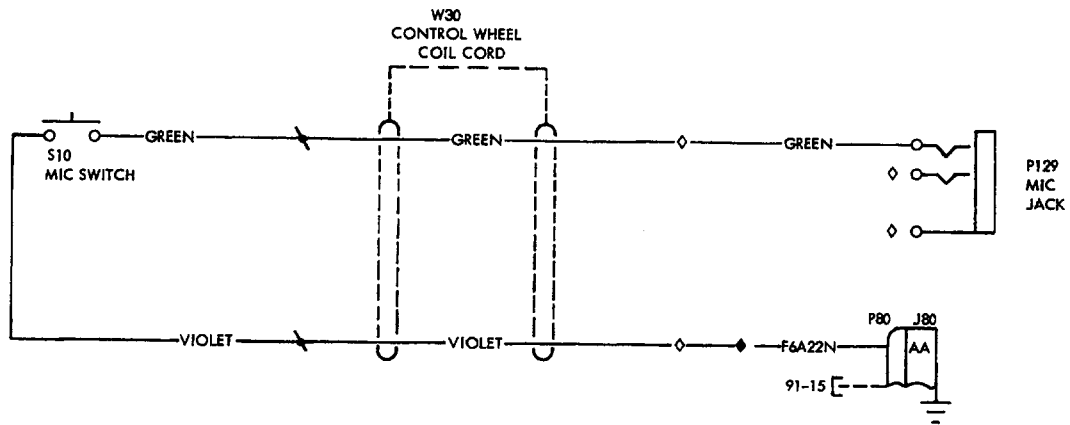 W30
CONTROL WHEEL
COIL CORD
GREEN
GREEN
GREEN
S10
MIC SWITCH
P129
MIC
JACK
VIOLET
VIOLET
F6A22N
P80
J80
AA
91-15